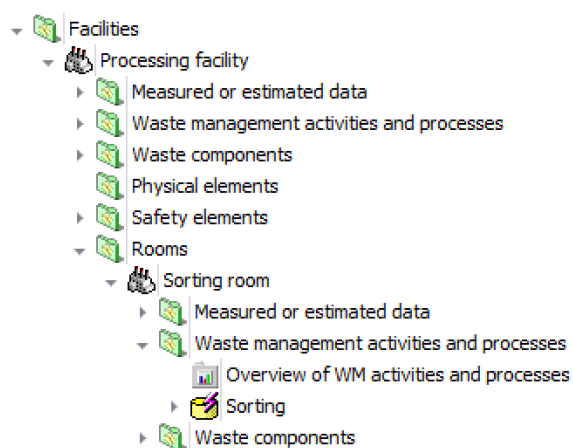 Facilities
Processing facility
Measured or estimated data
Waste management activities and processes
Waste components
Physical elements
Safety elements
Rooms
Sorting room
Measured or estimated data
Waste management activities and processes
Overview of WM activities and processes
Sorting
Waste components